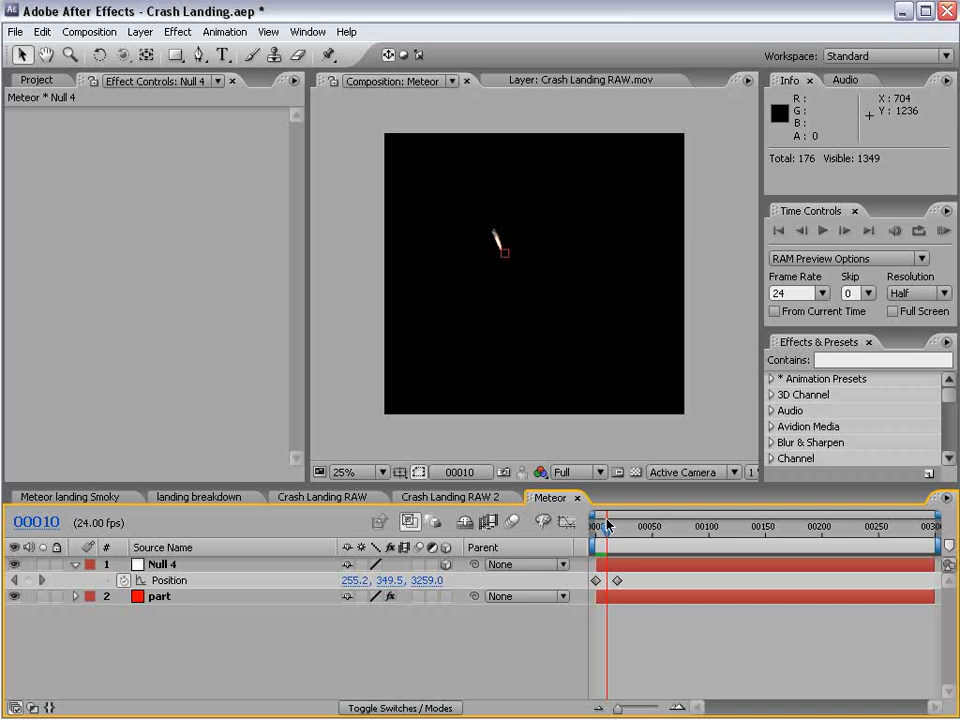 Adobe After Effects - Crash Landing.aep *
File Edit Composition Layer Effect Animation View Window Help
Workspace: Standard
Project Effect Controls: Null 4 Composition: Meteor Layer: Crash Landing RAW.mov Info Audio
Meteor * Null 4
R: X: 704
G: Y: 1236
B:
A: 0
Total: 176 Visible: 1349
Time Controls
RAM Preview Options
Frame Rate Skip Resolution
24 0 Half
From Current Time Full Screen
Effects & Presets
Contains:
* Animation Presets
3D Channel
Audio
Avidion Media
Blur & Sharpen
Channel
25% 00010 Full Active Camera 1
Meteor landing Smoky landing breakdown Crash Landing RAW Crash Landing RAW 2 Meteor
00010 (24.00 fps) 00050 00100 00150 00200 00250
# Source Name Parent
1 Null 4 None
Position 255.2, 349.5, 3259.0
2 part None
Toggle Switches / Modes